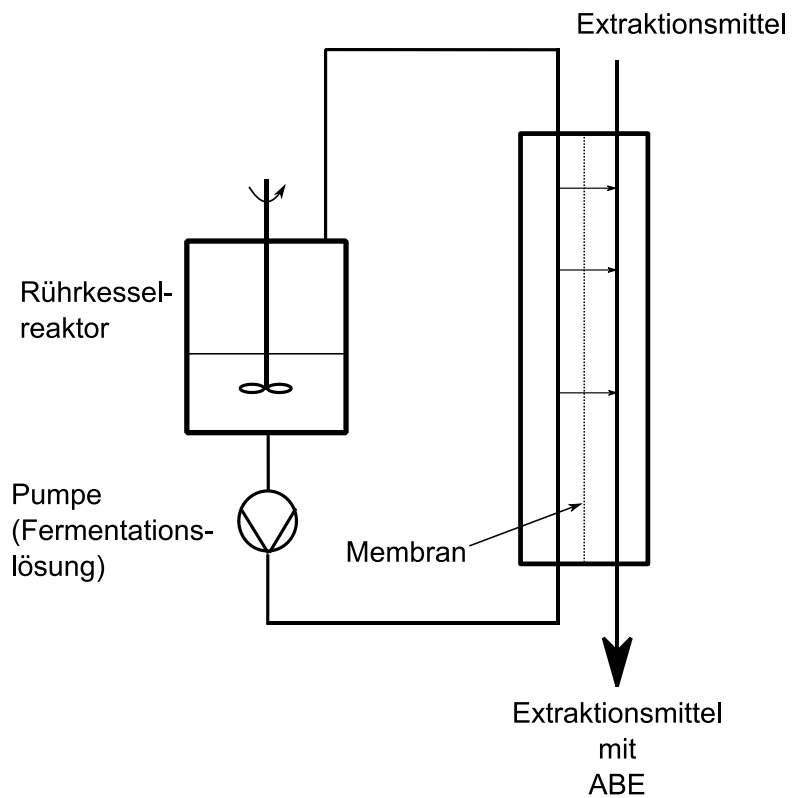 Extraktionsmittel
Rührkessel-
reaktor
Pumpe
(Fermentations-
lösung)
Membran
Extraktionsmittel
mit
ABE